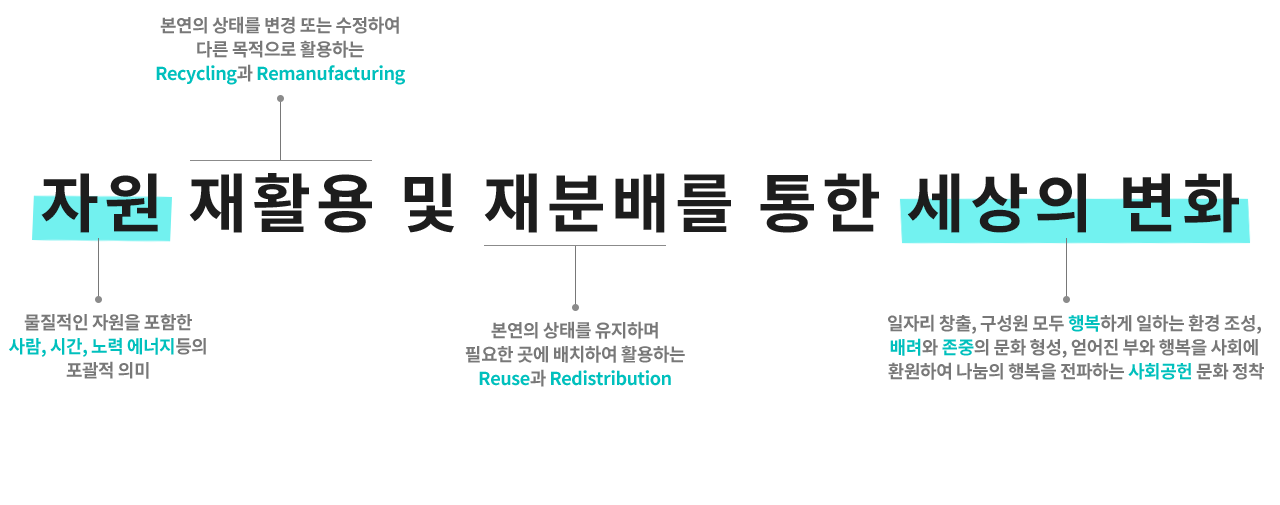 본연의 상태를 변경 또는 수정하여
다른 목적으로 활용하는
Recycling과 Remanufacturing
자원 재활용 및 재분배를 통한 세상의 변화
물질적인 자원을 포함한
사람, 시간, 노력 에너지등의
포괄적 의미
본연의 상태를 유지하며
필요한 곳에 배치하여 활용하는
Reuse과 Redistribution
일자리 창출, 구성원 모두 행복하게 일하는 환경 조성,
배려와 존중의 문화 형성, 얻어진 부와 행복을 사회에
환원하여 나눔의 행복을 전파하는 사회공헌 문화 정착